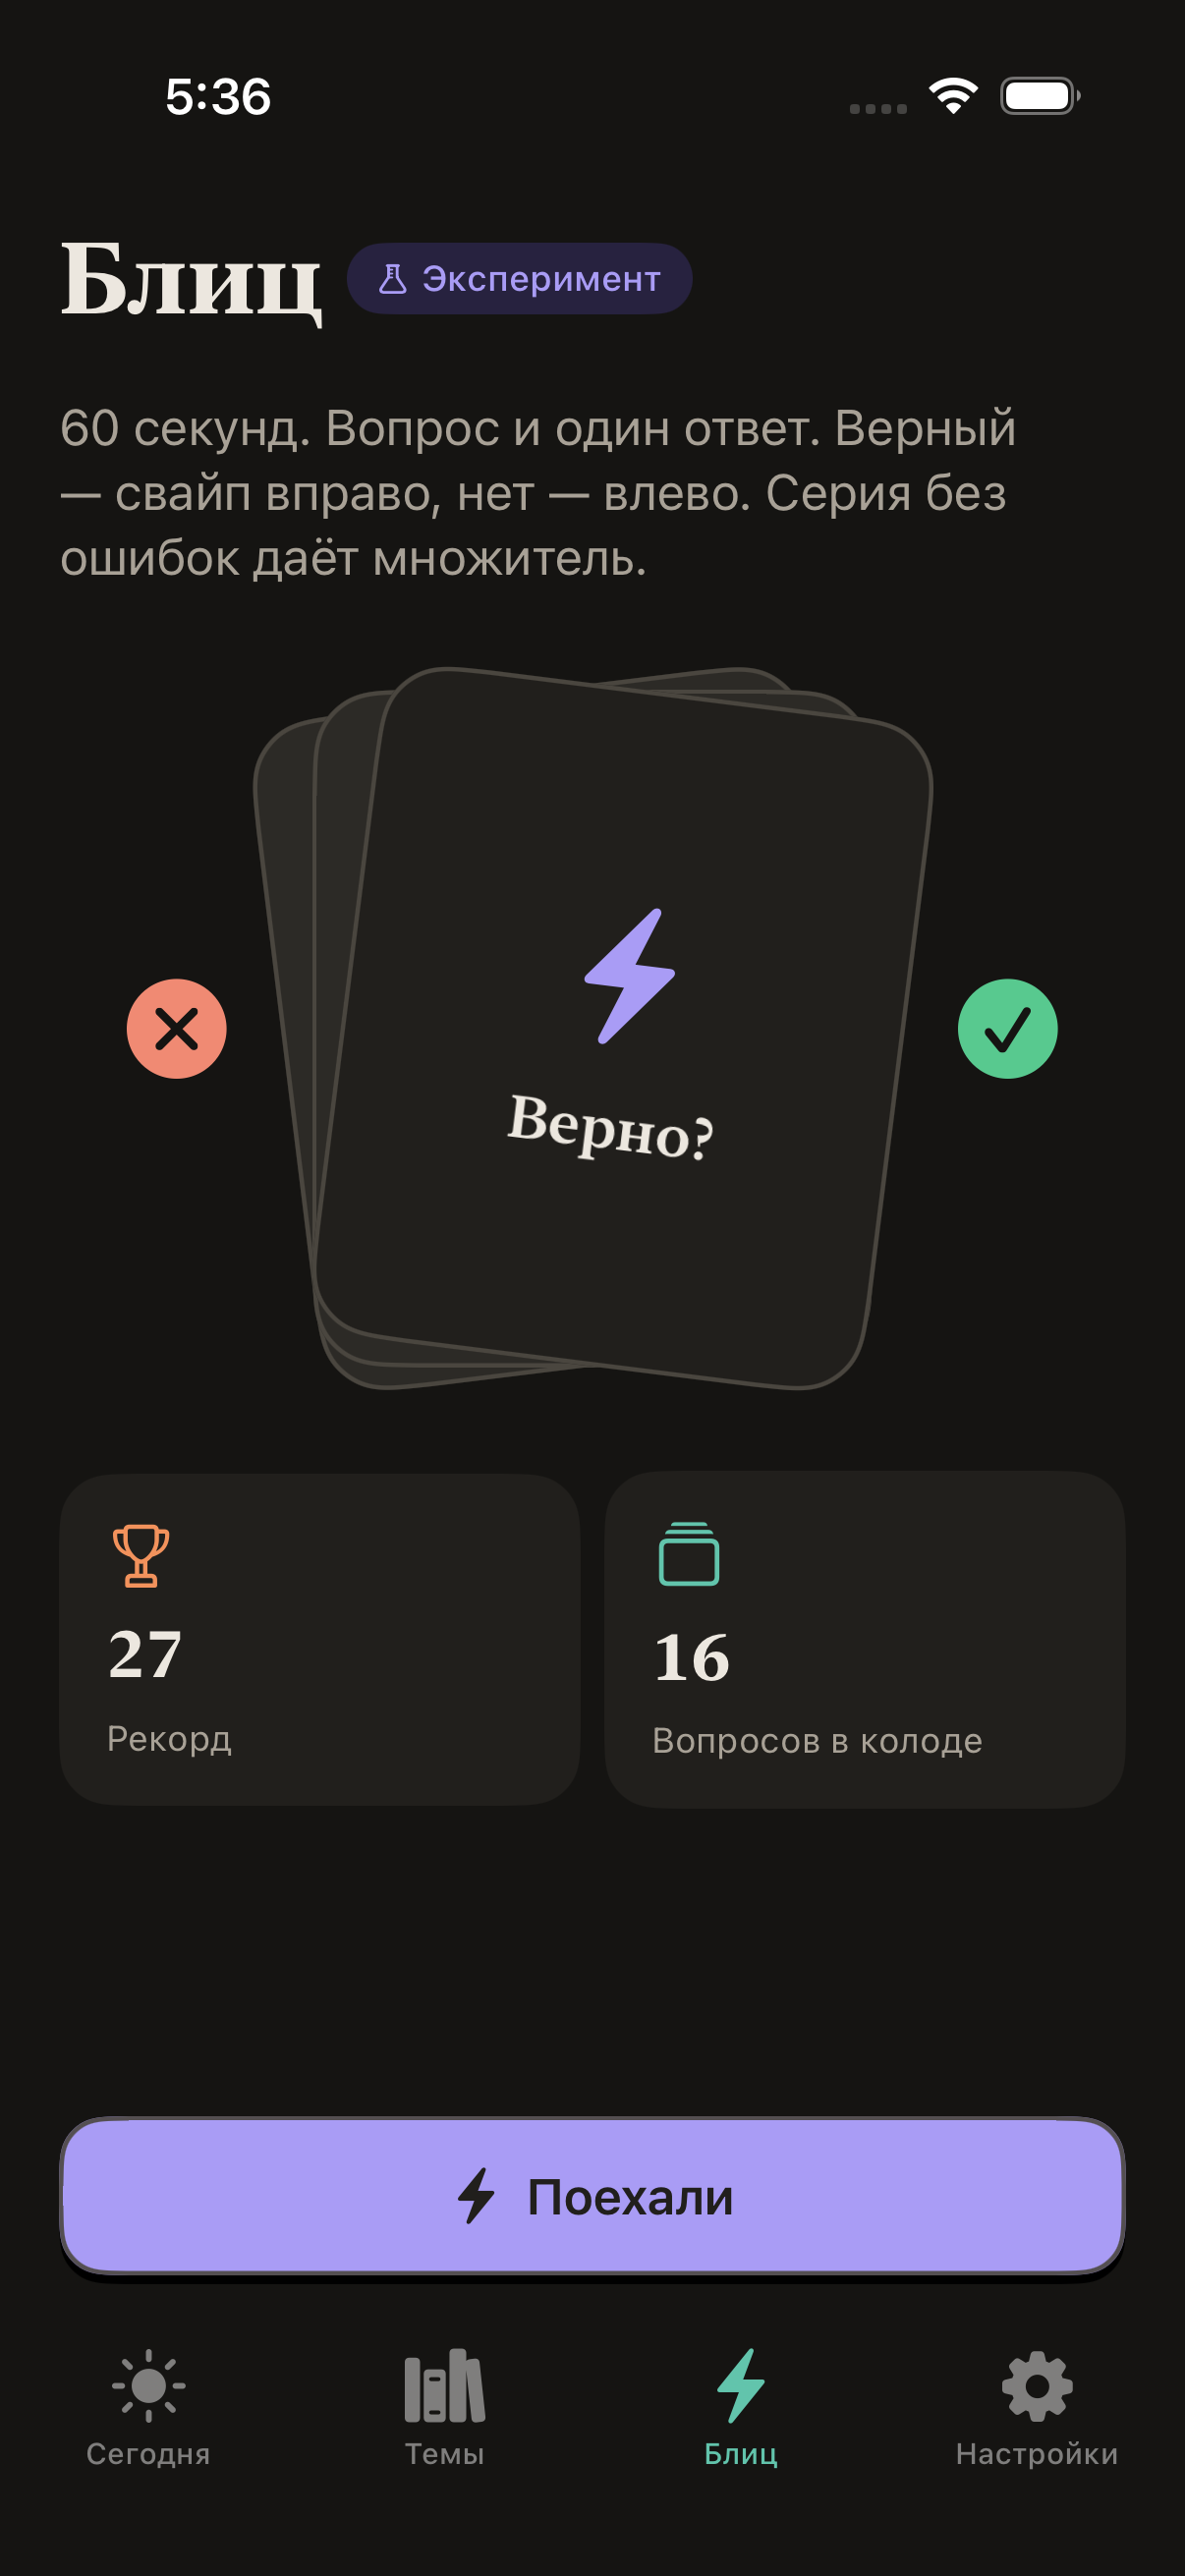 5:36
Блиц
Эксперимент
60 секунд. Вопрос и один ответ. Верный
— свайп вправо, нет — влево. Серия без
ошибок даёт множитель.
Верно?
27
Рекорд
16
Вопросов в колоде
Поехали
Сегодня
Темы
Блиц
Настройки